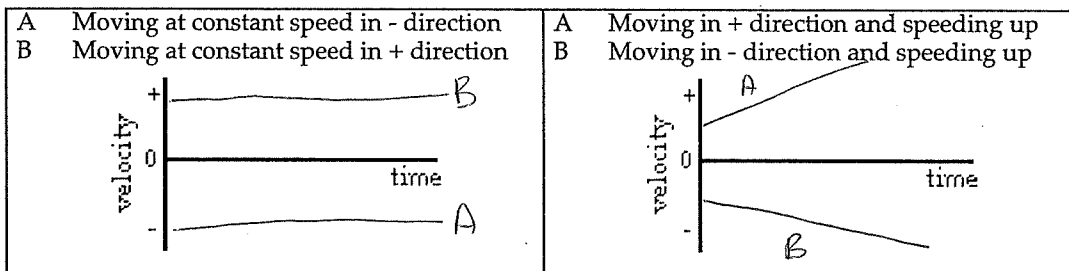 A Moving at constant speed in - direction
B Moving at constant speed in + direction
+
B
velocity
0
time
-
A
A Moving in + direction and speeding up
B Moving in - direction and speeding up
A
+
velocity
0
time
-
B